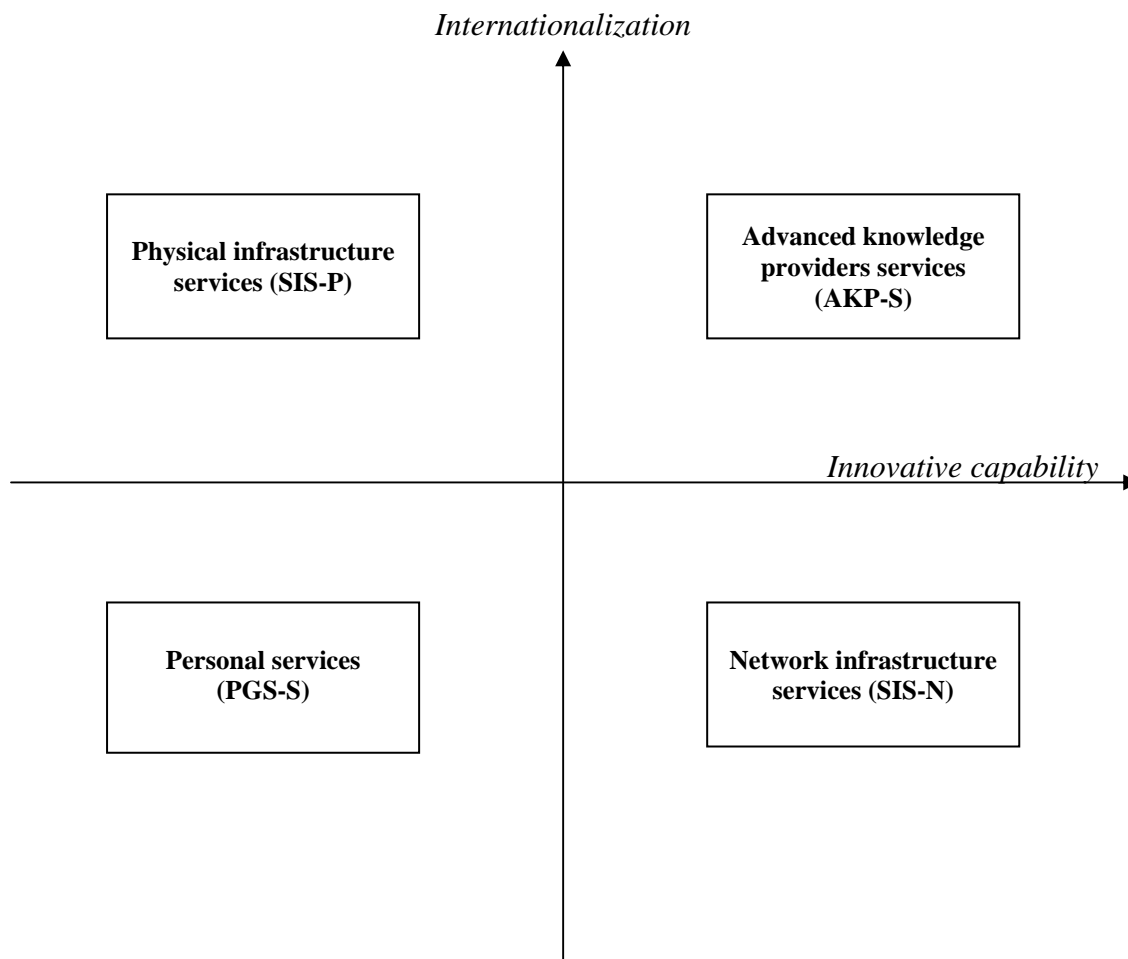 Internationalization
Physical infrastructure
services (SIS-P)
Advanced knowledge
providers services
(AKP-S)
Innovative capability
Personal services
(PGS-S)
Network infrastructure
services (SIS-N)